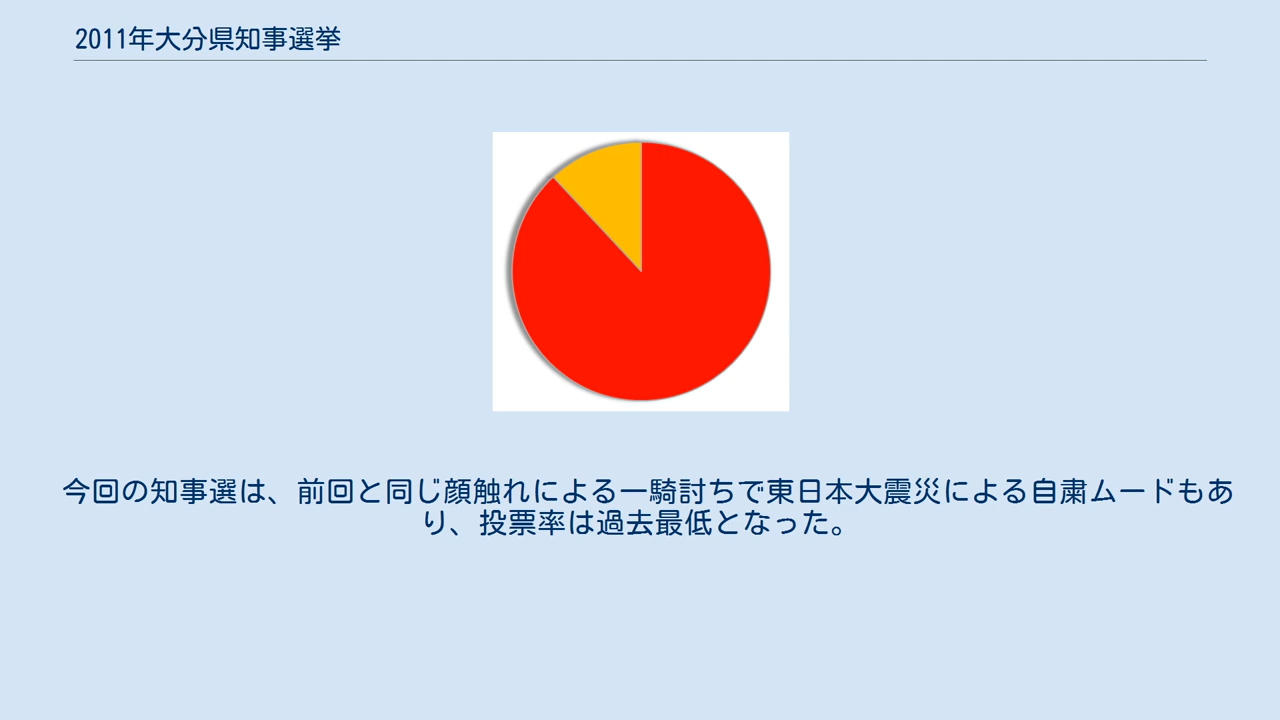 2011年大分県知事選挙
今回の知事選は、前回と同じ顔触れによる一騎討ちで東日本大震災による自粛ムードもあ
り、投票率は過去最低となった。